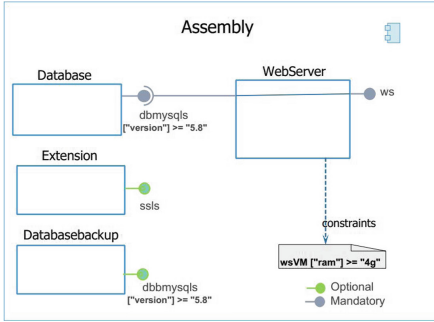 Assembly
Database
WebServer
ws
dbmysqls
["version"] >= "5.8"
Extension
ssls
constraints
Databasebackup
wsVM ["ram"] >= "4g"
dbbmysqls
["version"] >= "5.8"
Optional
Mandatory